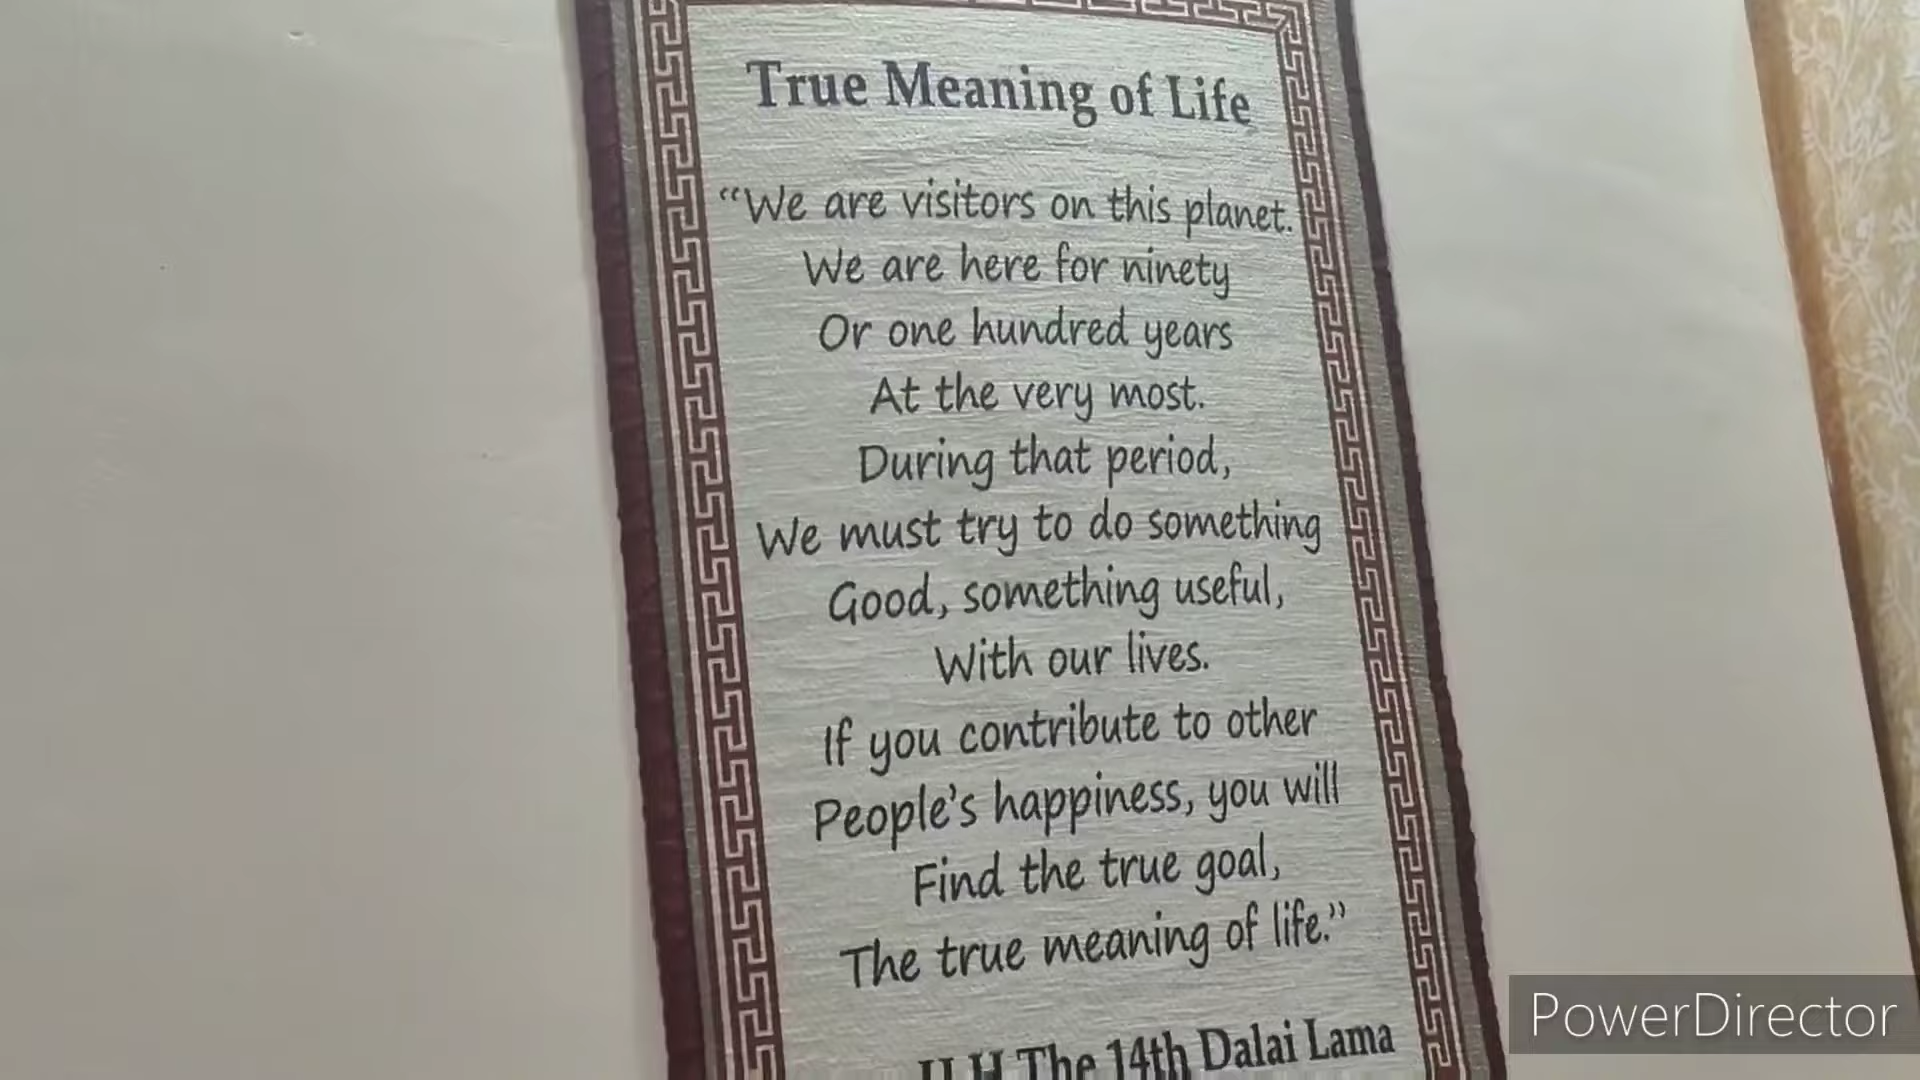 True Meaning of Life
“We are visitors on this planet.
We are here for ninety
Or one hundred years
At the very most.
During that period,
We must try to do something
Good, something useful,
With our lives.
If you contribute to other
People’s happiness, you will
Find the true goal,
The true meaning of life.”
The 14th Dalai Lama
PowerDirector